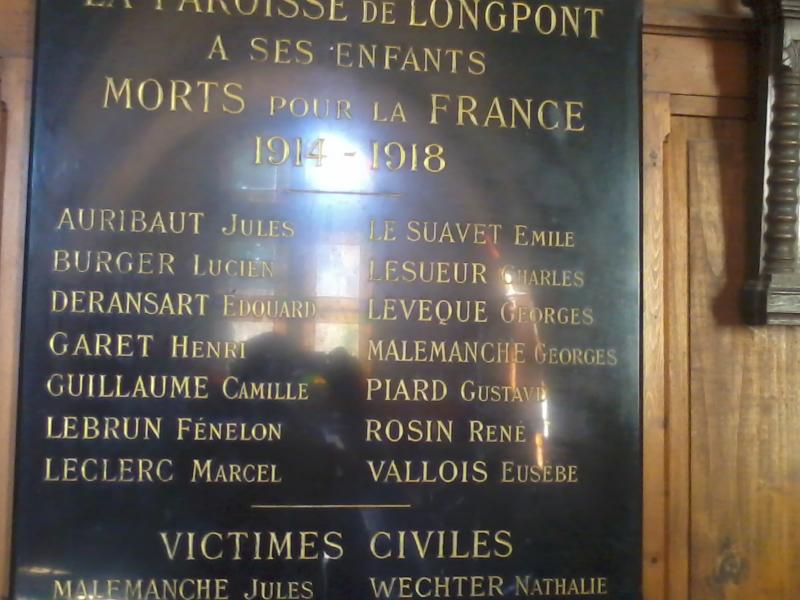 LA PAROISSE DE LONGPONT
A SES ENFANTS
MORTS POUR LA FRANCE
1914 - 1918
AURIBAUT JULES
BURGER LUCIEN
DERANSART EDOUARD
GARET HENRI
GUILLAUME CAMILLE
LEBRUN FÉNELON
LECLERC MARCEL
LE SUAVET EMILE
LESUEUR CHARLES
LEVEQUE GEORGES
MALEMANCHE GEORGES
PIARD GUSTAVE
ROSIN RENÉ
VALLOIS EUSÈBE
VICTIMES CIVILES
MALEMANCHE JULES
WECHTER NATHALIE